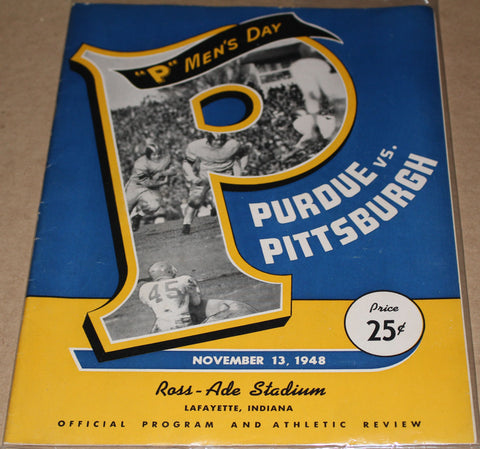 "P" MEN'S DAY
PURDUE VS.
PITTSBURGH
45
Price
25¢
NOVEMBER 13, 1948
Ross-Ade Stadium
LAFAYETTE, INDIANA
OFFICIAL PROGRAM AND ATHLETIC REVIEW